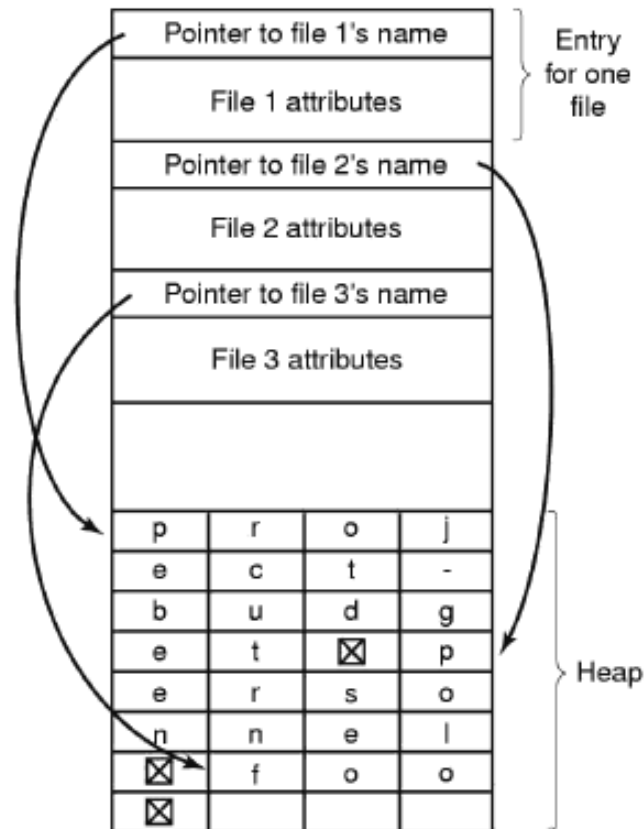 Pointer to file 1's name
Entry
for one
file
File 1 attributes
Pointer to file 2's name
File 2 attributes
Pointer to file 3's name
File 3 attributes
p r o j
e c t -
b u d g
e t ☒ p
e r s o
n n e l
☒ f o o
☒
Heap